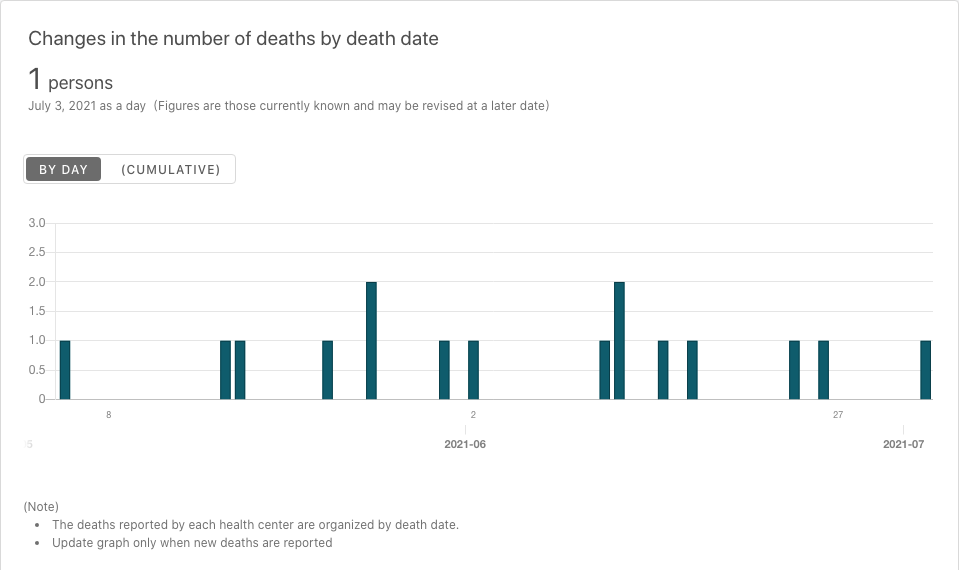 Changes in the number of deaths by death date
1 persons
July 3, 2021 as a day (Figures are those currently known and may be revised at a later date)
BY DAY (CUMULATIVE)
3.0
2.5
2.0
1.5
1.0
0.5
0
8 2 27
2021-06 2021-07
(Note)
• The deaths reported by each health center are organized by death date.
• Update graph only when new deaths are reported